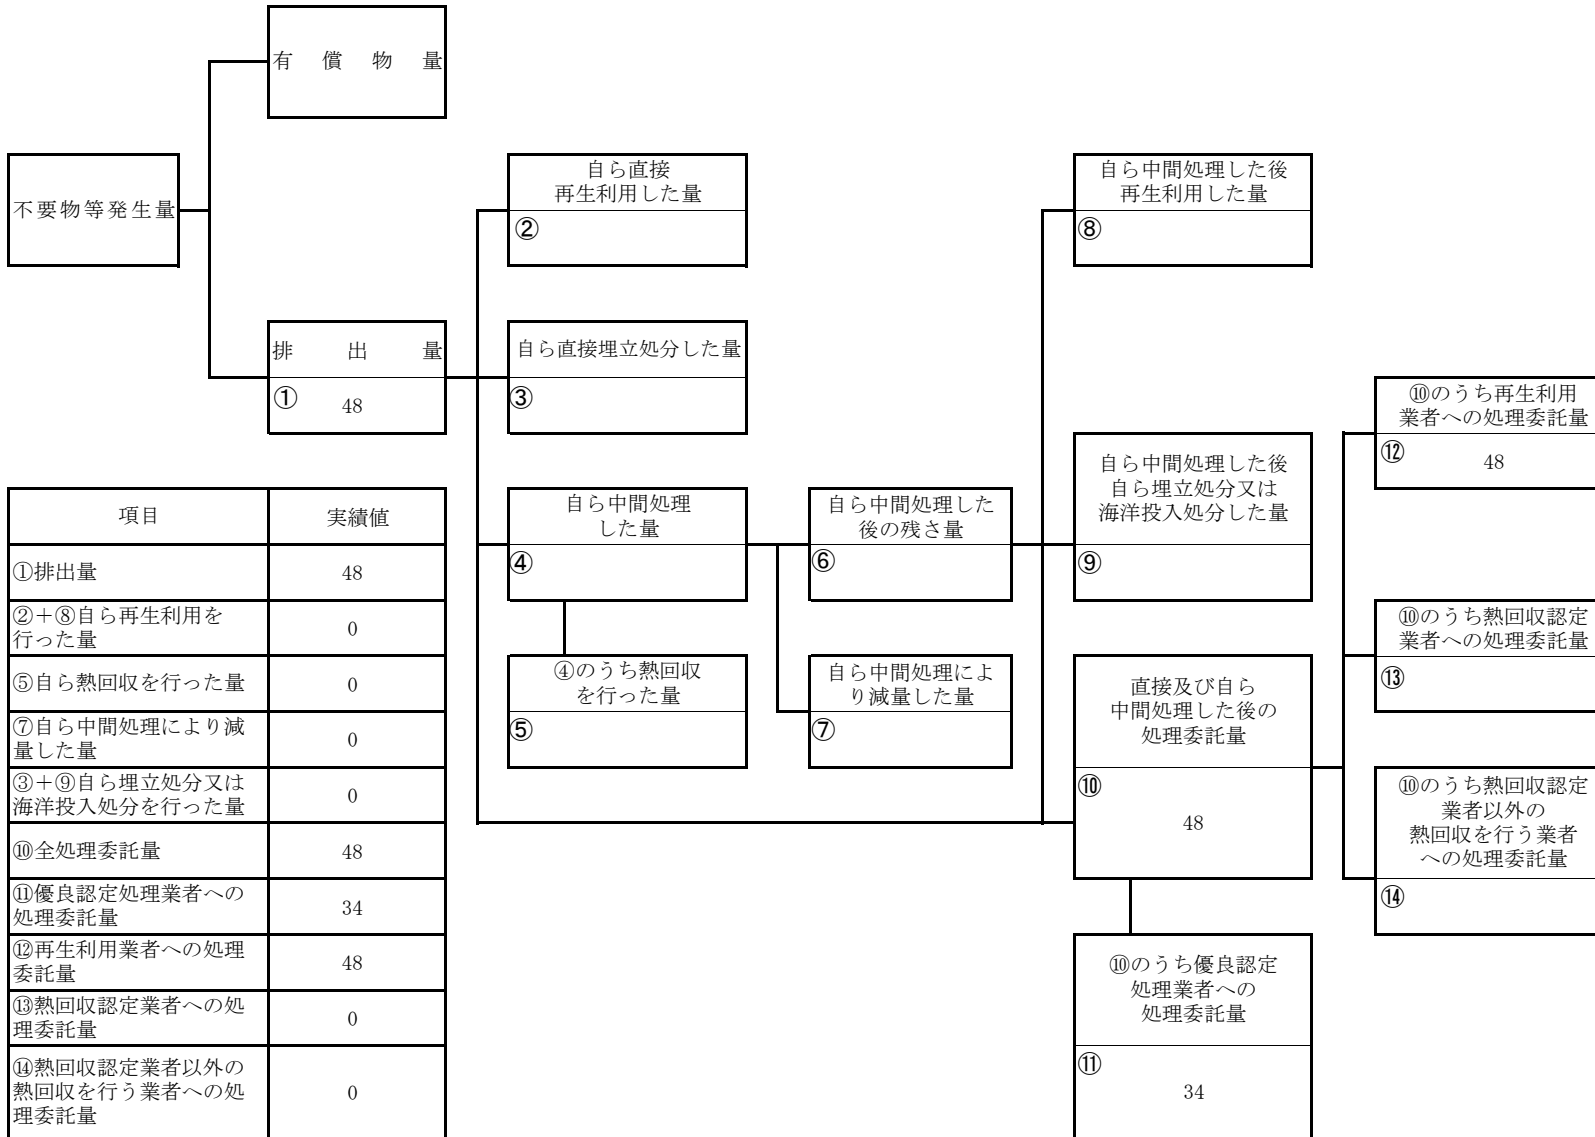 有償物量
不要物等発生量
排出量
①
48
自ら直接
再生利用した量
②
自ら直接埋立処分した量
③
自ら中間処理
した量
④
④のうち熱回収
を行った量
⑤
自ら中間処理した
後の残さ量
⑥
自ら中間処理によ
り減量した量
⑦
自ら中間処理した後
再生利用した量
⑧
自ら中間処理した後
自ら埋立処分又は
海洋投入処分した量
⑨
直接及び自ら
中間処理した後の
処理委託量
⑩
48
⑩のうち優良認定
処理業者への
処理委託量
⑪
34
⑩のうち再生利用
業者への処理委託量
⑫
48
⑩のうち熱回収認定
業者への処理委託量
⑬
⑩のうち熱回収認定
業者以外の
熱回収を行う業者
への処理委託量
⑭
項目
実績値
①排出量
48
②＋⑧自ら再生利用を
行った量
0
⑤自ら熱回収を行った量
0
⑦自ら中間処理により減
量した量
0
③＋⑨自ら埋立処分又は
海洋投入処分を行った量
0
⑩全処理委託量
48
⑪優良認定処理業者への
処理委託量
34
⑫再生利用業者への処理
委託量
48
⑬熱回収認定業者への処
理委託量
0
⑭熱回収認定業者以外の
熱回収を行う業者への処
理委託量
0